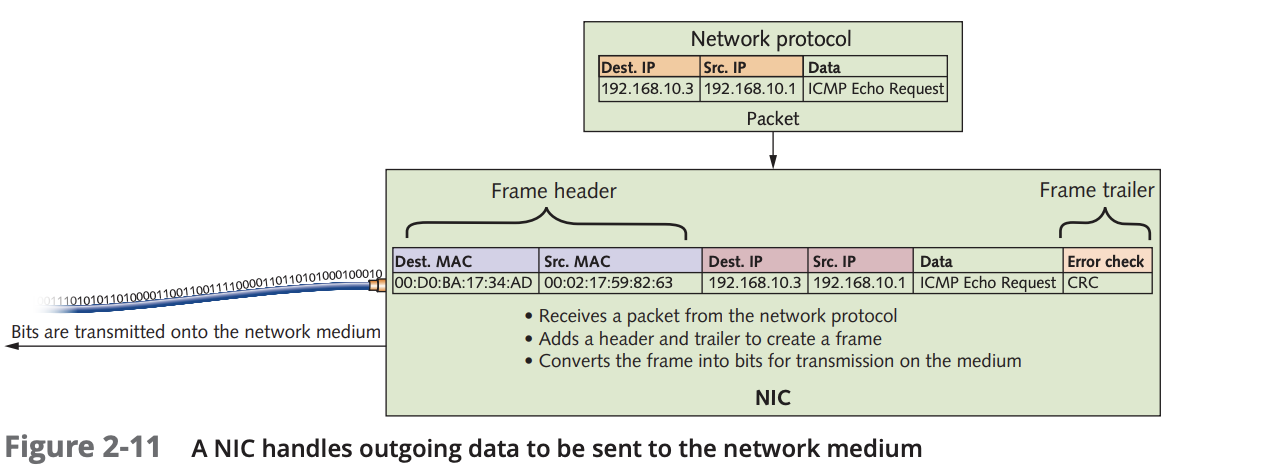 Network protocol
Dest. IP Src. IP Data
192.168.10.3 192.168.10.1 ICMP Echo Request
Packet
Frame header Frame trailer
Dest. MAC Src. MAC Dest. IP Src. IP Data Error check
00:D0:BA:17:34:AD 00:02:17:59:82:63 192.168.10.3 192.168.10.1 ICMP Echo Request CRC
Bits are transmitted onto the network medium
• Receives a packet from the network protocol
• Adds a header and trailer to create a frame
• Converts the frame into bits for transmission on the medium
NIC
Figure 2-11 A NIC handles outgoing data to be sent to the network medium